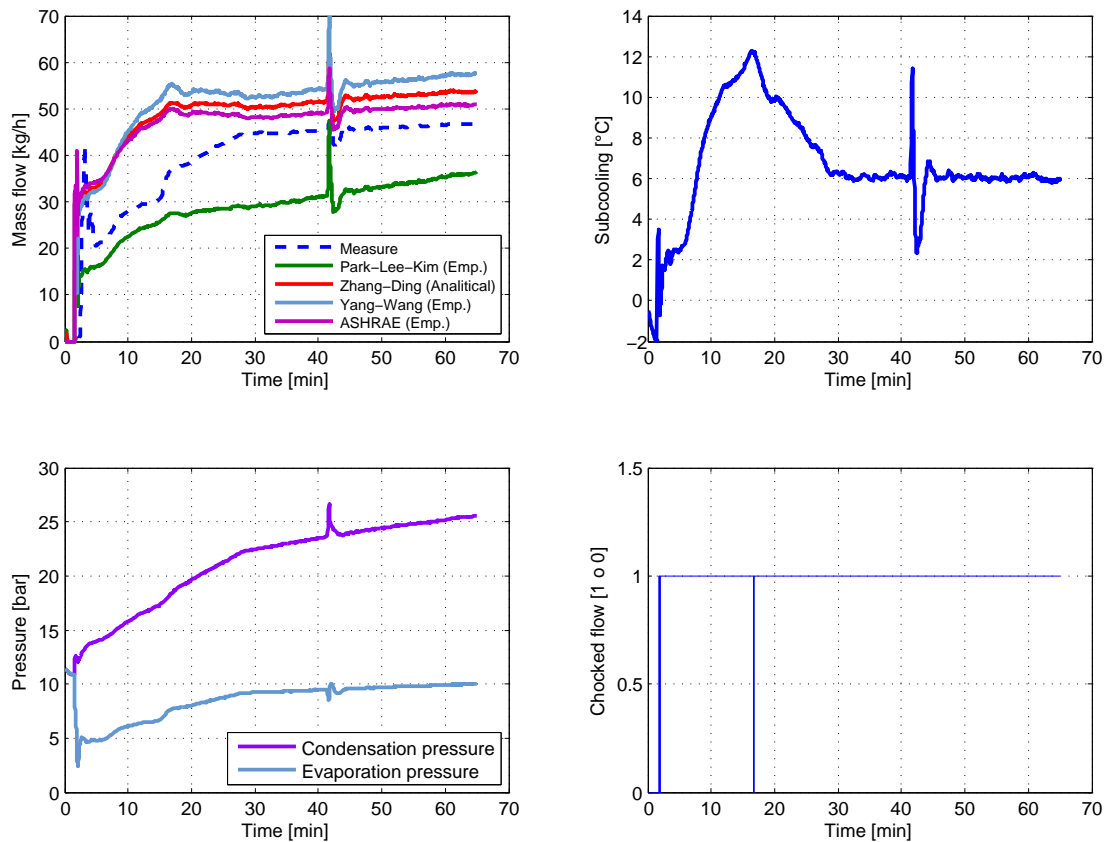 70
60
50
40
30
20
10
0
Mass flow [kg/h]
0 10 20 30 40 50 60 70
Time [min]
Measure
Park−Lee−Kim (Emp.)
Zhang−Ding (Analitical)
Yang−Wang (Emp.)
ASHRAE (Emp.)
14
12
10
8
6
4
2
0
−2
Subcooling [°C]
0 10 20 30 40 50 60 70
Time [min]
30
25
20
15
10
5
0
Pressure [bar]
0 10 20 30 40 50 60 70
Time [min]
Condensation pressure
Evaporation pressure
1.5
1
0.5
0
Chocked flow [1 o 0]
0 10 20 30 40 50 60 70
Time [min]